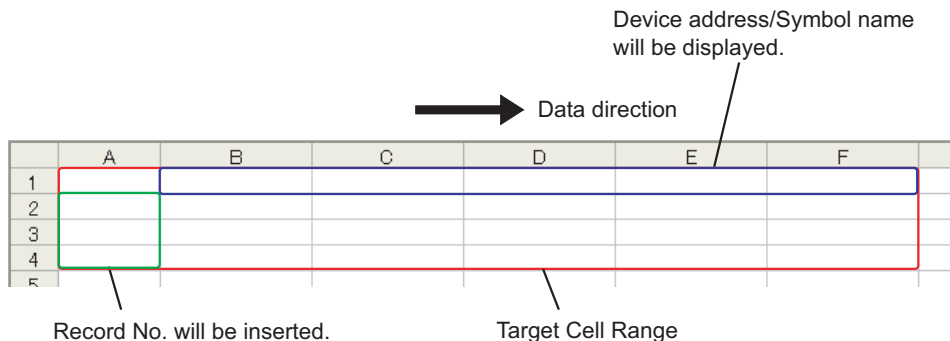 Device address/Symbol name
will be displayed.
Data direction
A B C D E F
1
2
3
4
5
Record No. will be inserted.
Target Cell Range